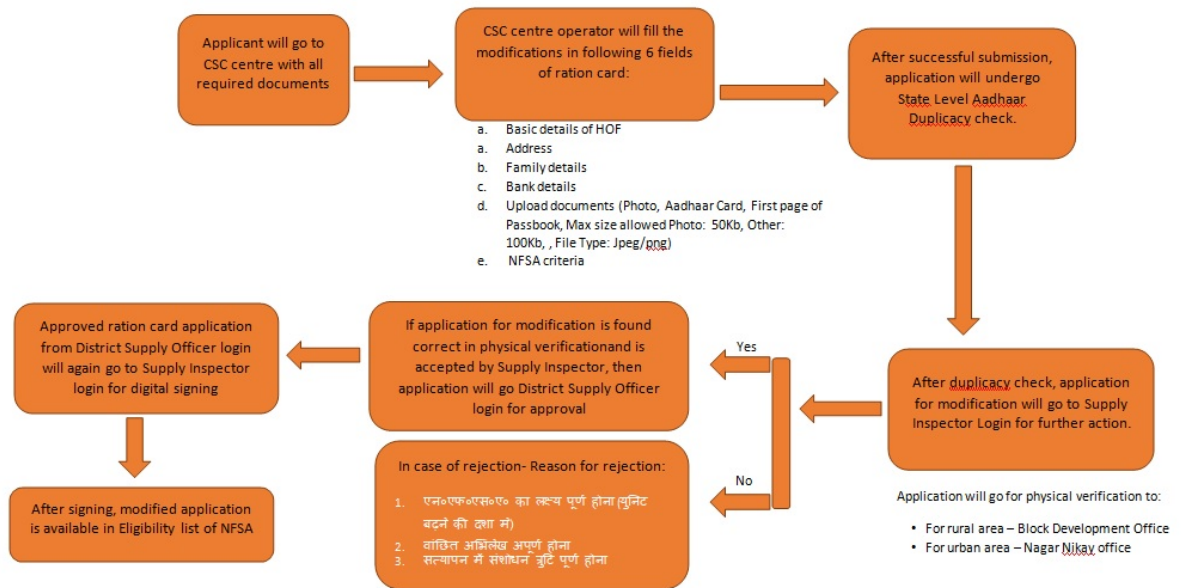 Applicant will go to
CSC centre with all
required documents
CSC centre operator will fill the
modifications in following 6 fields
of ration card:
a. Basic details of HOF
a. Address
b. Family details
c. Bank details
d. Upload documents (Photo, Aadhaar Card, First page of
Passbook, Max size allowed Photo: 50Kb, Other:
100Kb, , File Type: Jpeg/png)
e. NFSA criteria
After successful submission,
application will undergo
State Level Aadhaar
Duplicacy check.
After duplicacy check, application
for modification will go to Supply
Inspector Login for further action.
Application will go for physical verification to:
• For rural area – Block Development Office
• For urban area – Nagar Nikay office
Yes
No
If application for modification is found
correct in physical verificationand is
accepted by Supply Inspector, then
application will go District Supply Officer
login for approval
In case of rejection- Reason for rejection:
1. एन०एफ०एस०ए० का लक्ष्य पूर्ण होना (युनिट
बढने की दशा में)
2. वांछित अभिलेख अपूर्ण होना
3. सत्यापन में संशोधन त्रुटि पूर्ण होना
Approved ration card application
from District Supply Officer login
will again go to Supply Inspector
login for digital signing
After signing, modified application
is available in Eligibility list of NFSA